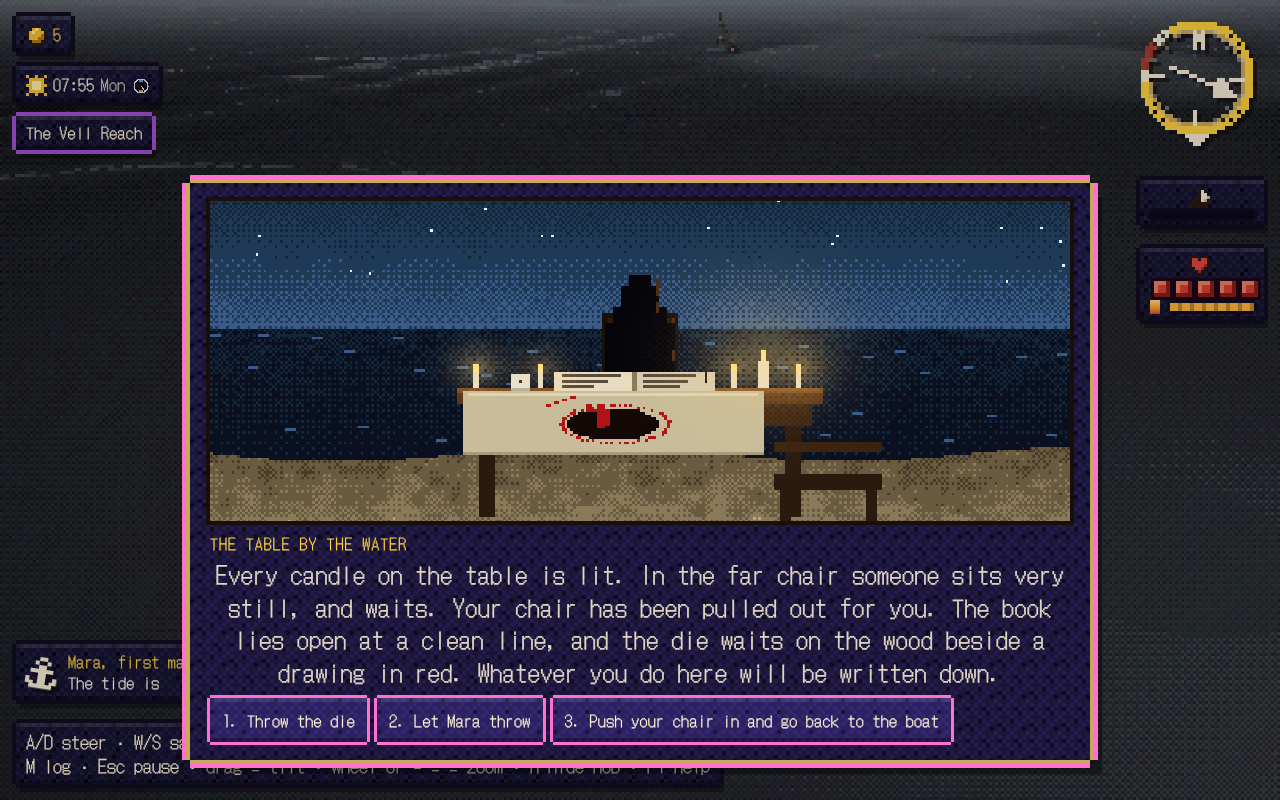 5
07:55 Mon
The Vell Reach
THE TABLE BY THE WATER
Every candle on the table is lit. In the far chair someone sits very
still, and waits. Your chair has been pulled out for you. The book
lies open at a clean line, and the die waits on the wood beside a
drawing in red. Whatever you do here will be written down.
1. Throw the die
2. Let Mara throw
3. Push your chair in and go back to the boat
Mara, first
The tide is
A/D steer · W/S
M log · Esc pause